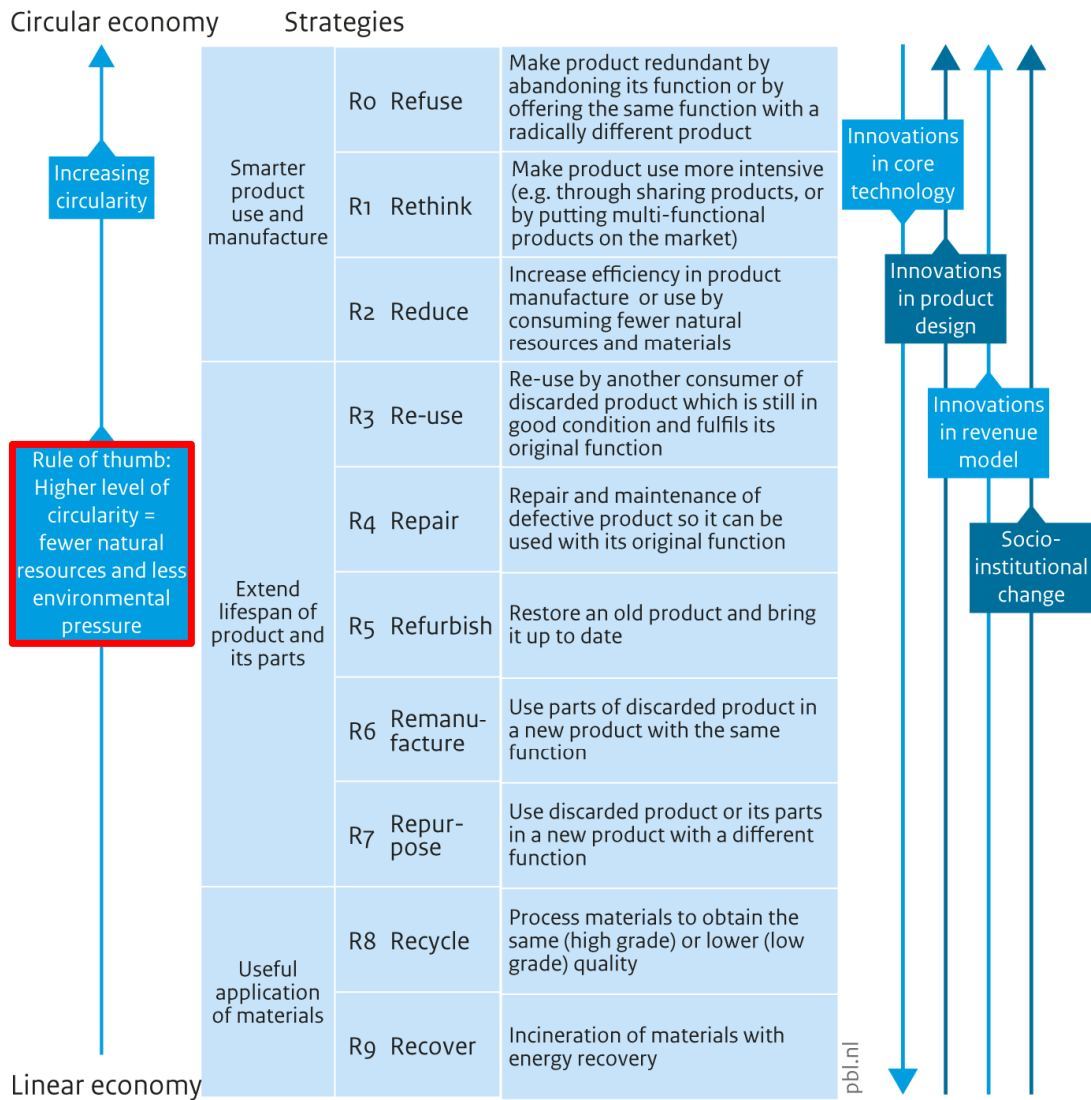 Circular economy
Strategies
Increasing
circularity
Rule of thumb:
Higher level of
circularity =
fewer natural
resources and less
environmental
pressure
Linear economy
Smarter
product
use and
manufacture
R0 Refuse
Make product redundant by
abandoning its function or by
offering the same function with a
radically different product
R1 Rethink
Make product use more intensive
(e.g. through sharing products, or
by putting multi-functional
products on the market)
R2 Reduce
Increase efficiency in product
manufacture or use by
consuming fewer natural
resources and materials
Extend
lifespan of
product and
its parts
R3 Re-use
Re-use by another consumer of
discarded product which is still in
good condition and fulfils its
original function
R4 Repair
Repair and maintenance of
defective product so it can be
used with its original function
R5 Refurbish
Restore an old product and bring
it up to date
R6 Remanu-
facture
Use parts of discarded product in
a new product with the same
function
R7 Repur-
pose
Use discarded product or its parts
in a new product with a different
function
Useful
application
of materials
R8 Recycle
Process materials to obtain the
same (high grade) or lower (low
grade) quality
R9 Recover
Incineration of materials with
energy recovery
pbl.nl
Innovations
in core
technology
Innovations
in product
design
Innovations
in revenue
model
Socio-
institutional
change